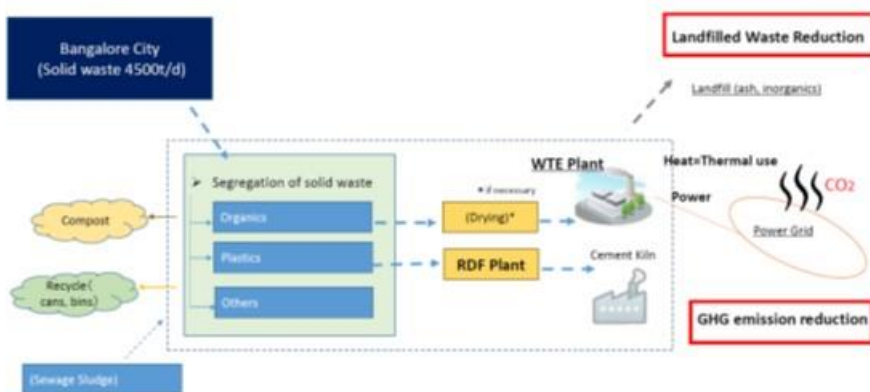 Bangalore City
(Solid waste 4500t/d)
Landfilled Waste Reduction
Landfill (ash, inorganics)
WTE Plant
Heat=Thermal use
CO2
Segregation of solid waste
* if necessary
Power
Compost
Organics
(Drying)*
Power Grid
Plastics
RDF Plant
Cement Kiln
Recycle(
cans, bins)
Others
GHG emission reduction
(Sewage Sludge)